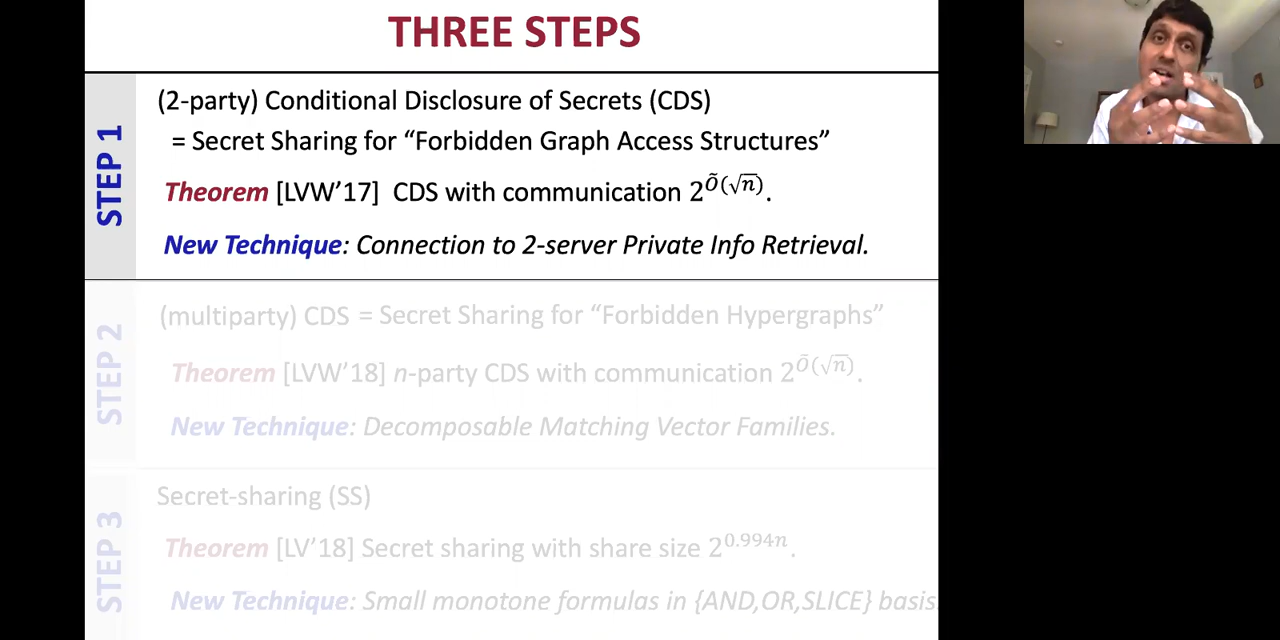 THREE STEPS
STEP 1
(2-party) Conditional Disclosure of Secrets (CDS)
= Secret Sharing for “Forbidden Graph Access Structures”
Theorem [LVW’17] CDS with communication 2^{Õ(√n)}.
New Technique: Connection to 2-server Private Info Retrieval.
STEP 2
(multiparty) CDS = Secret Sharing for “Forbidden Hypergraphs”
Theorem [LVW’18] n-party CDS with communication 2^{Õ(√n)}.
New Technique: Decomposable Matching Vector Families.
STEP 3
Secret-sharing (SS)
Theorem [LV’18] Secret sharing with share size 2^{0.994n}.
New Technique: Small monotone formulas in {AND,OR,SLICE} basis.